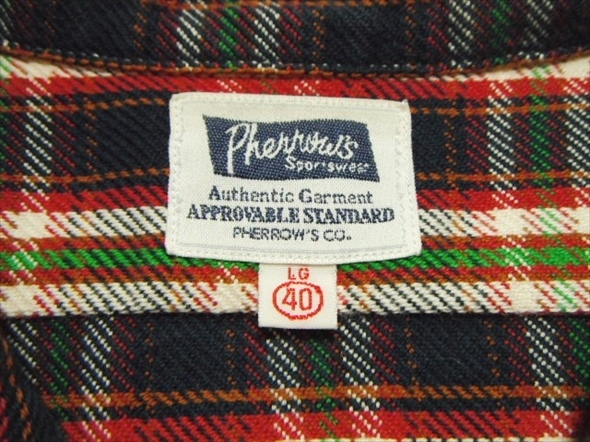 Pherrow's
Sportswear
Authentic Garment
APPROVABLE STANDARD
PHERROW'S CO.
LG
40